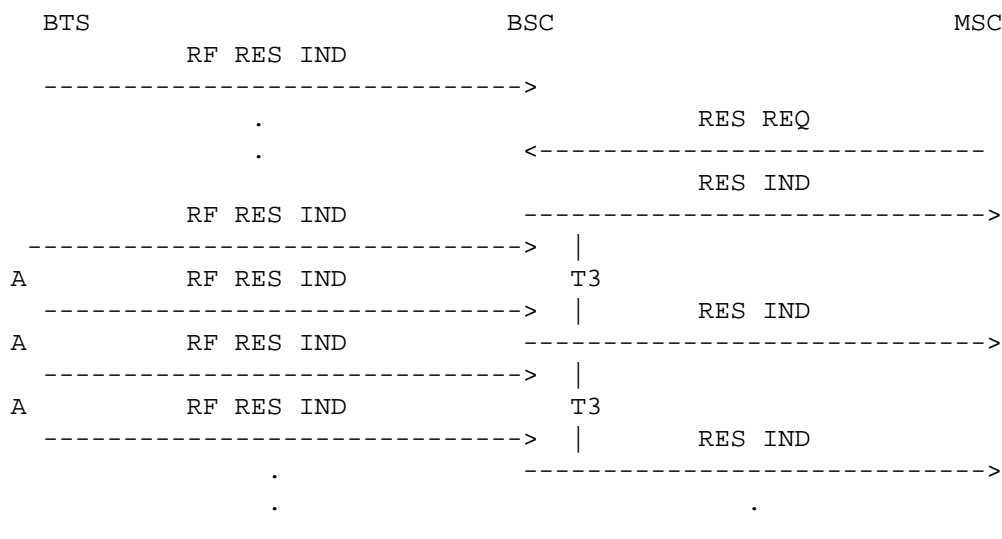 BTS BSC MSC
RF RES IND
------------------------------>
. RES REQ
. <----------------------------
RES IND
RF RES IND ----------------------------->
-------------------------------> |
A RF RES IND T3
------------------------------> | RES IND
A RF RES IND ----------------------------->
------------------------------> |
A RF RES IND T3
------------------------------> | RES IND
. ----------------------------->
. .